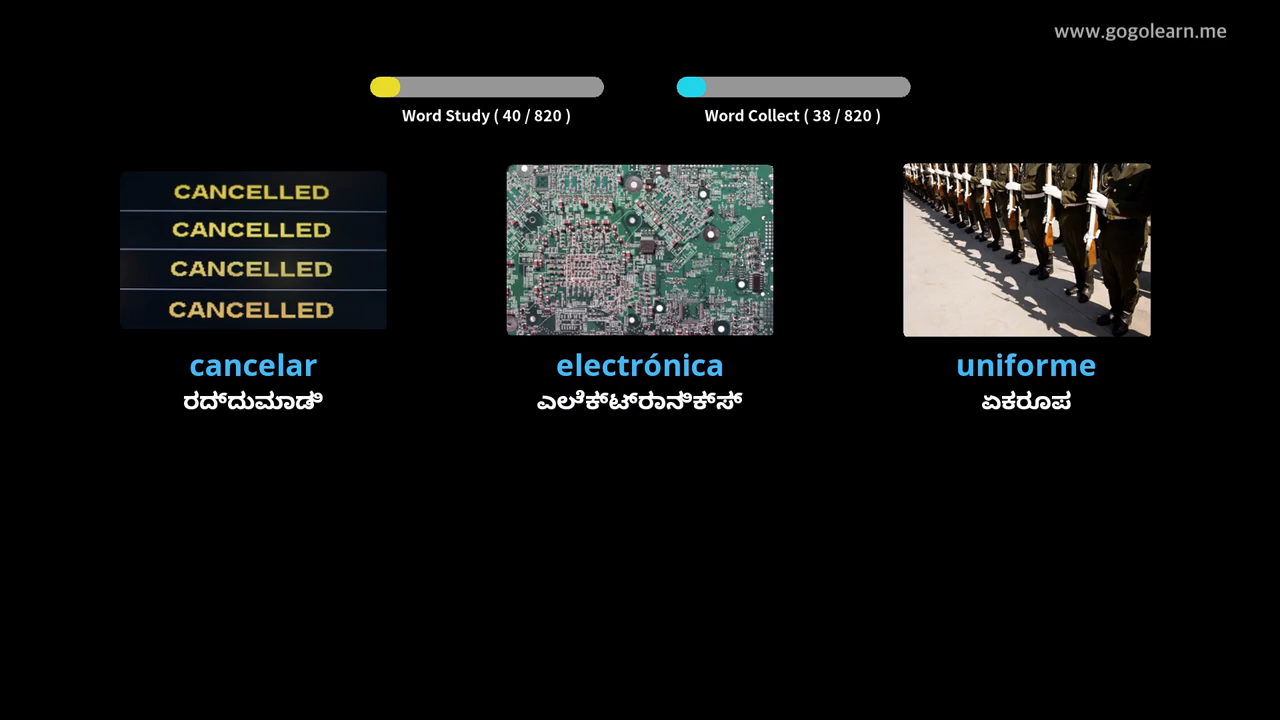 www.gogolearn.me
Word Study ( 40 / 820 )
Word Collect ( 38 / 820 )
CANCELLED
CANCELLED
CANCELLED
CANCELLED
cancelar
ರದ್ದುಮಾಡಿ
electrónica
ಎಲೆಕ್ಟ್ರಾನಿಕ್ಸ್
uniforme
ಏಕರೂಪ